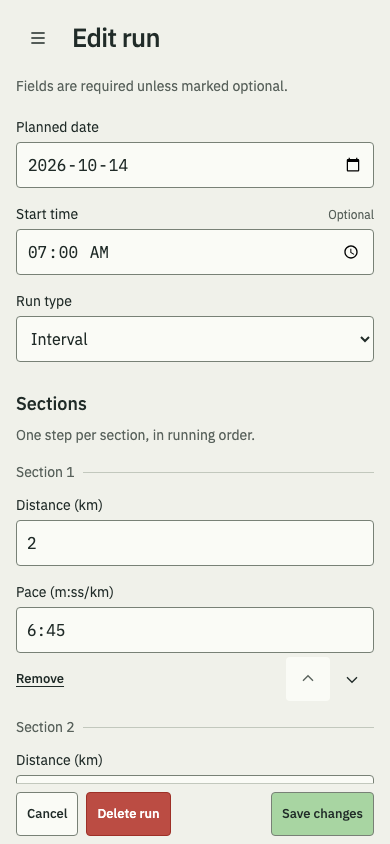 Edit run
Fields are required unless marked optional.
Planned date
2026-10-14
Start time Optional
07:00 AM
Run type
Interval
Sections
One step per section, in running order.
Section 1
Distance (km)
2
Pace (m:ss/km)
6:45
Remove
Section 2
Distance (km)
Cancel Delete run Save changes